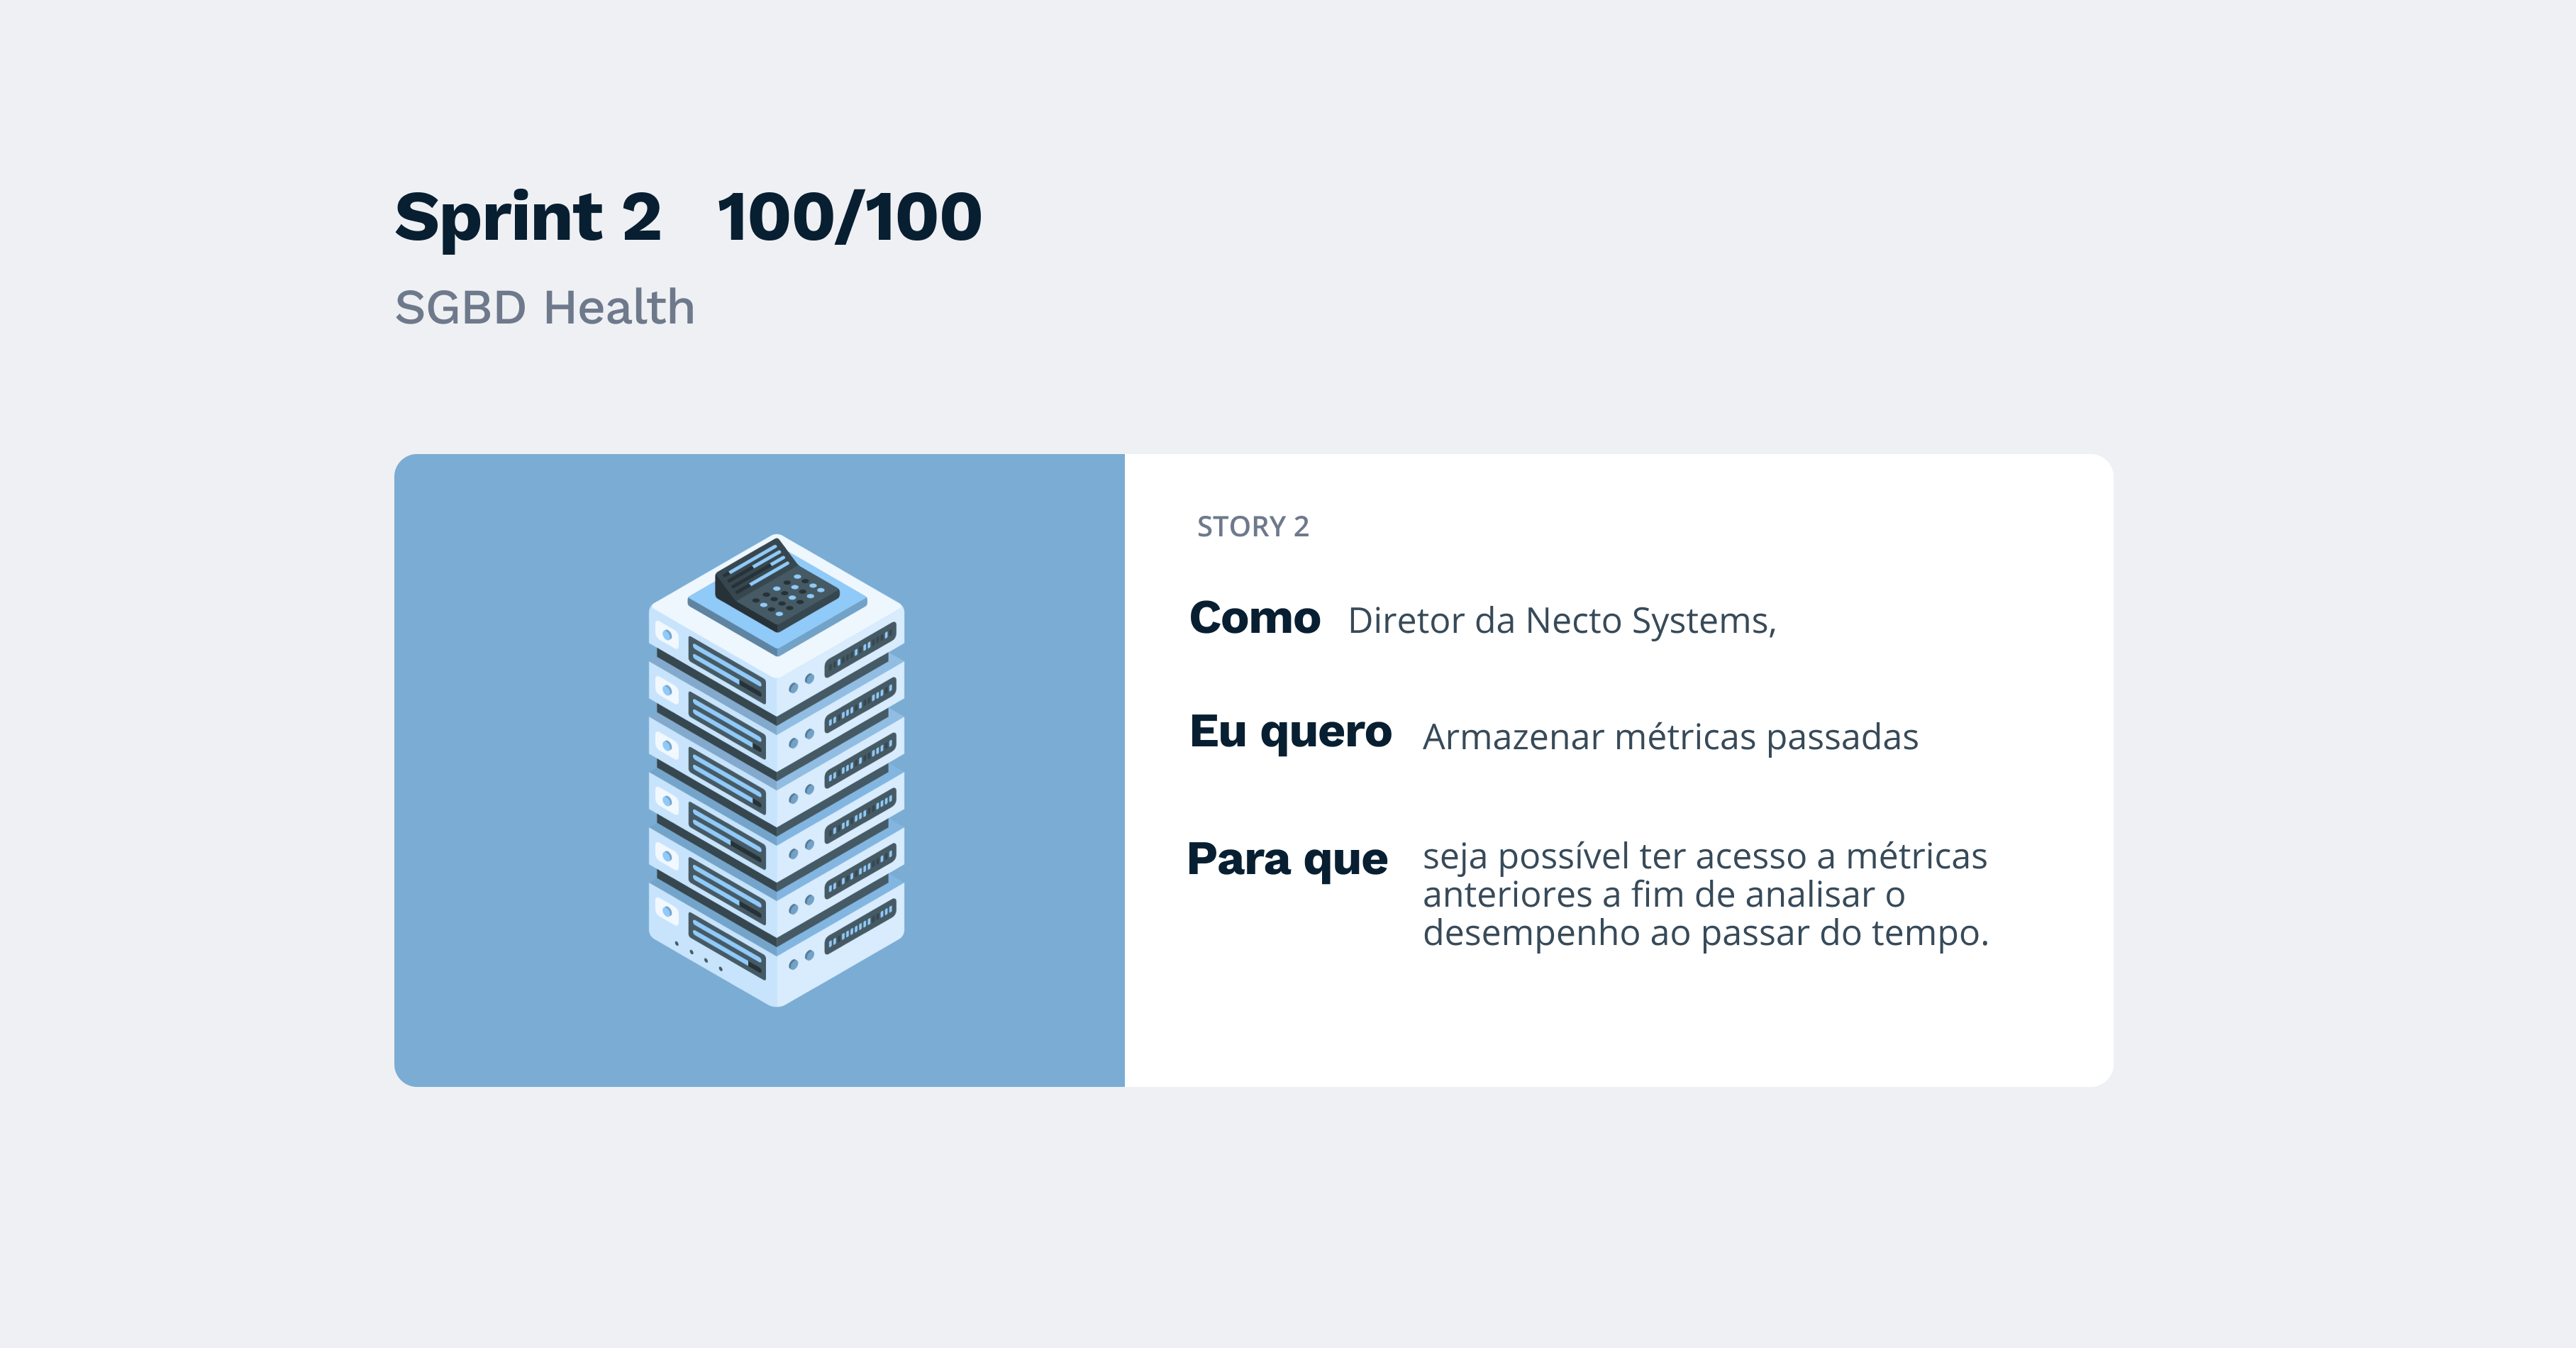 Sprint 2 100/100
SGBD Health
STORY 2
Como Diretor da Necto Systems,
Eu quero Armazenar métricas passadas
Para que seja possível ter acesso a métricas
anteriores a fim de analisar o
desempenho ao passar do tempo.